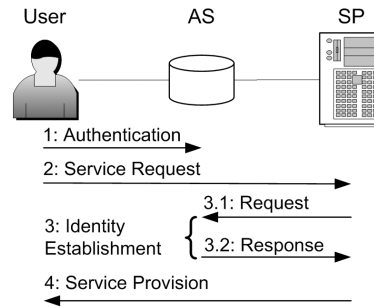 User AS SP
1: Authentication
2: Service Request
3.1: Request
3: Identity
Establishment
3.2: Response
4: Service Provision